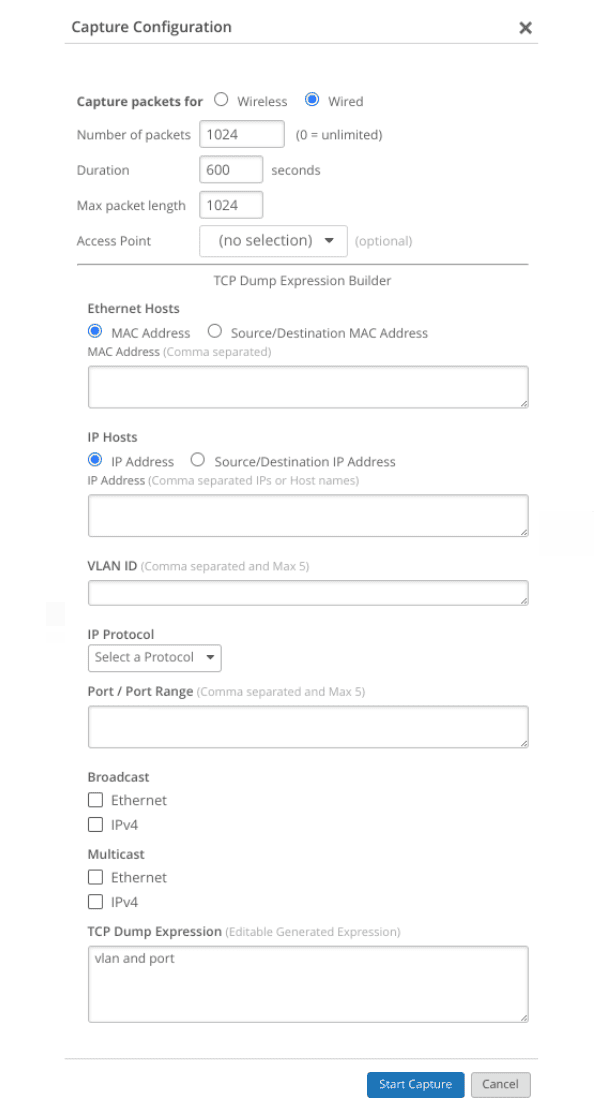 Capture Configuration ×
Capture packets for Wireless Wired
Number of packets 1024 (0 = unlimited)
Duration 600 seconds
Max packet length 1024
Access Point (no selection) (optional)
TCP Dump Expression Builder
Ethernet Hosts
MAC Address Source/Destination MAC Address
MAC Address (Comma separated)
IP Hosts
IP Address Source/Destination IP Address
IP Address (Comma separated IPs or Host names)
VLAN ID (Comma separated and Max 5)
IP Protocol
Select a Protocol
Port / Port Range (Comma separated and Max 5)
Broadcast
Ethernet
IPv4
Multicast
Ethernet
IPv4
TCP Dump Expression (Editable Generated Expression)
vlan and port
Start Capture Cancel